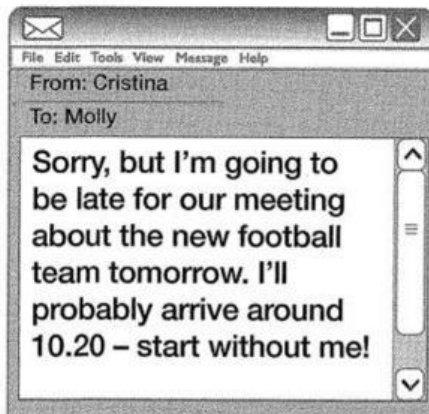 File Edit Tools View Message Help
From: Cristina
To: Molly
Sorry, but I'm going to
be late for our meeting
about the new football
team tomorrow. I'll
probably arrive around
10.20 – start without me!